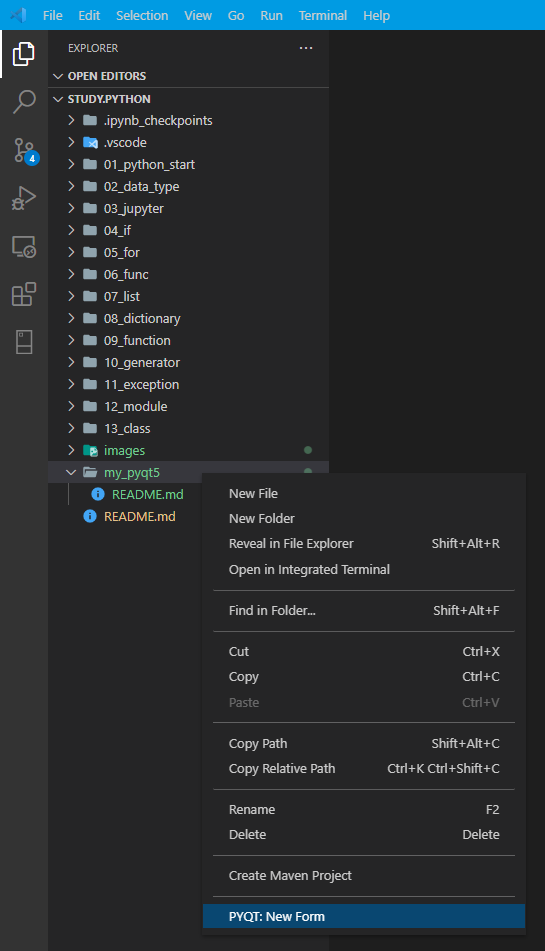 File Edit Selection View Go Run Terminal Help
EXPLORER ...
OPEN EDITORS
STUDY.PYTHON
.ipynb_checkpoints
.vscode
01_python_start
02_data_type
03_jupyter
4
04_if
05_for
06_func
07_list
08_dictionary
09_function
10_generator
11_exception
12_module
13_class
images
my_pyqt5
README.md
README.md
New File
New Folder
Reveal in File Explorer Shift+Alt+R
Open in Integrated Terminal
Find in Folder... Shift+Alt+F
Cut Ctrl+X
Copy Ctrl+C
Paste Ctrl+V
Copy Path Shift+Alt+C
Copy Relative Path Ctrl+K Ctrl+Shift+C
Rename F2
Delete Delete
Create Maven Project
PYQT: New Form